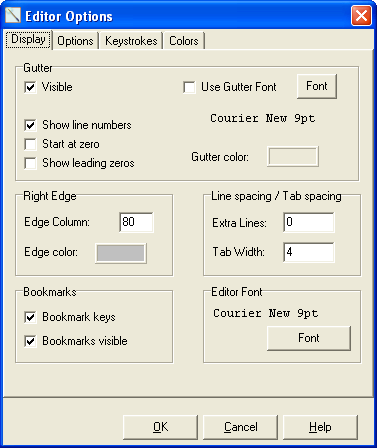 Editor Options
Display Options Keystrokes Colors
Gutter
Visible
Use Gutter Font Font
Courier New 9pt
Show line numbers
Start at zero
Show leading zeros
Gutter color:
Right Edge
Edge Column: 80
Edge color:
Line spacing / Tab spacing
Extra Lines: 0
Tab Width: 4
Bookmarks
Bookmark keys
Bookmarks visible
Editor Font
Courier New 9pt
Font
OK Cancel Help